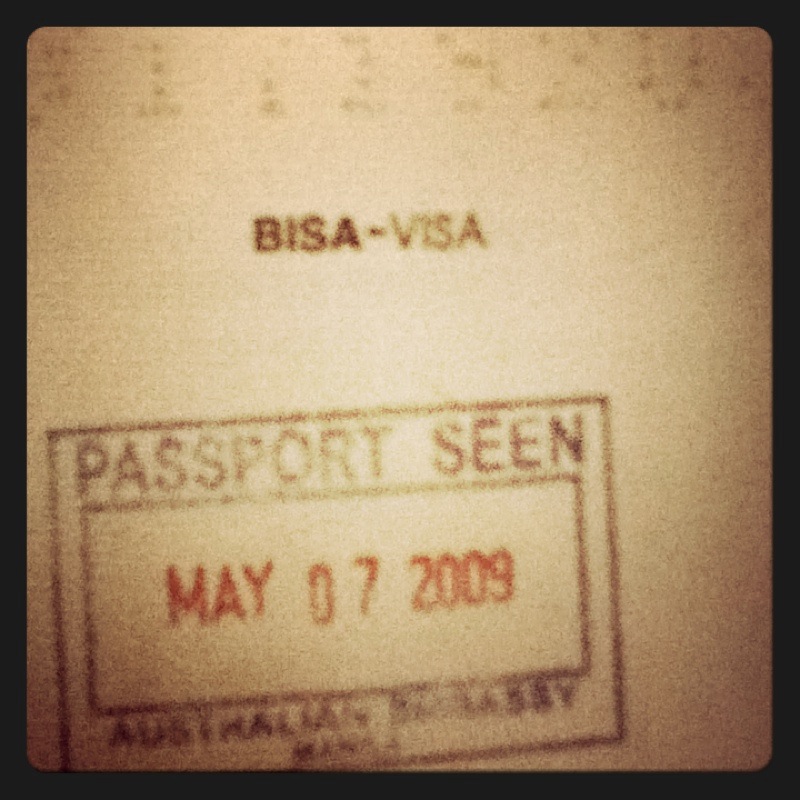 BISA-VISA
PASSPORT SEEN
MAY 07 2009
AUSTRALIAN EMBASSY